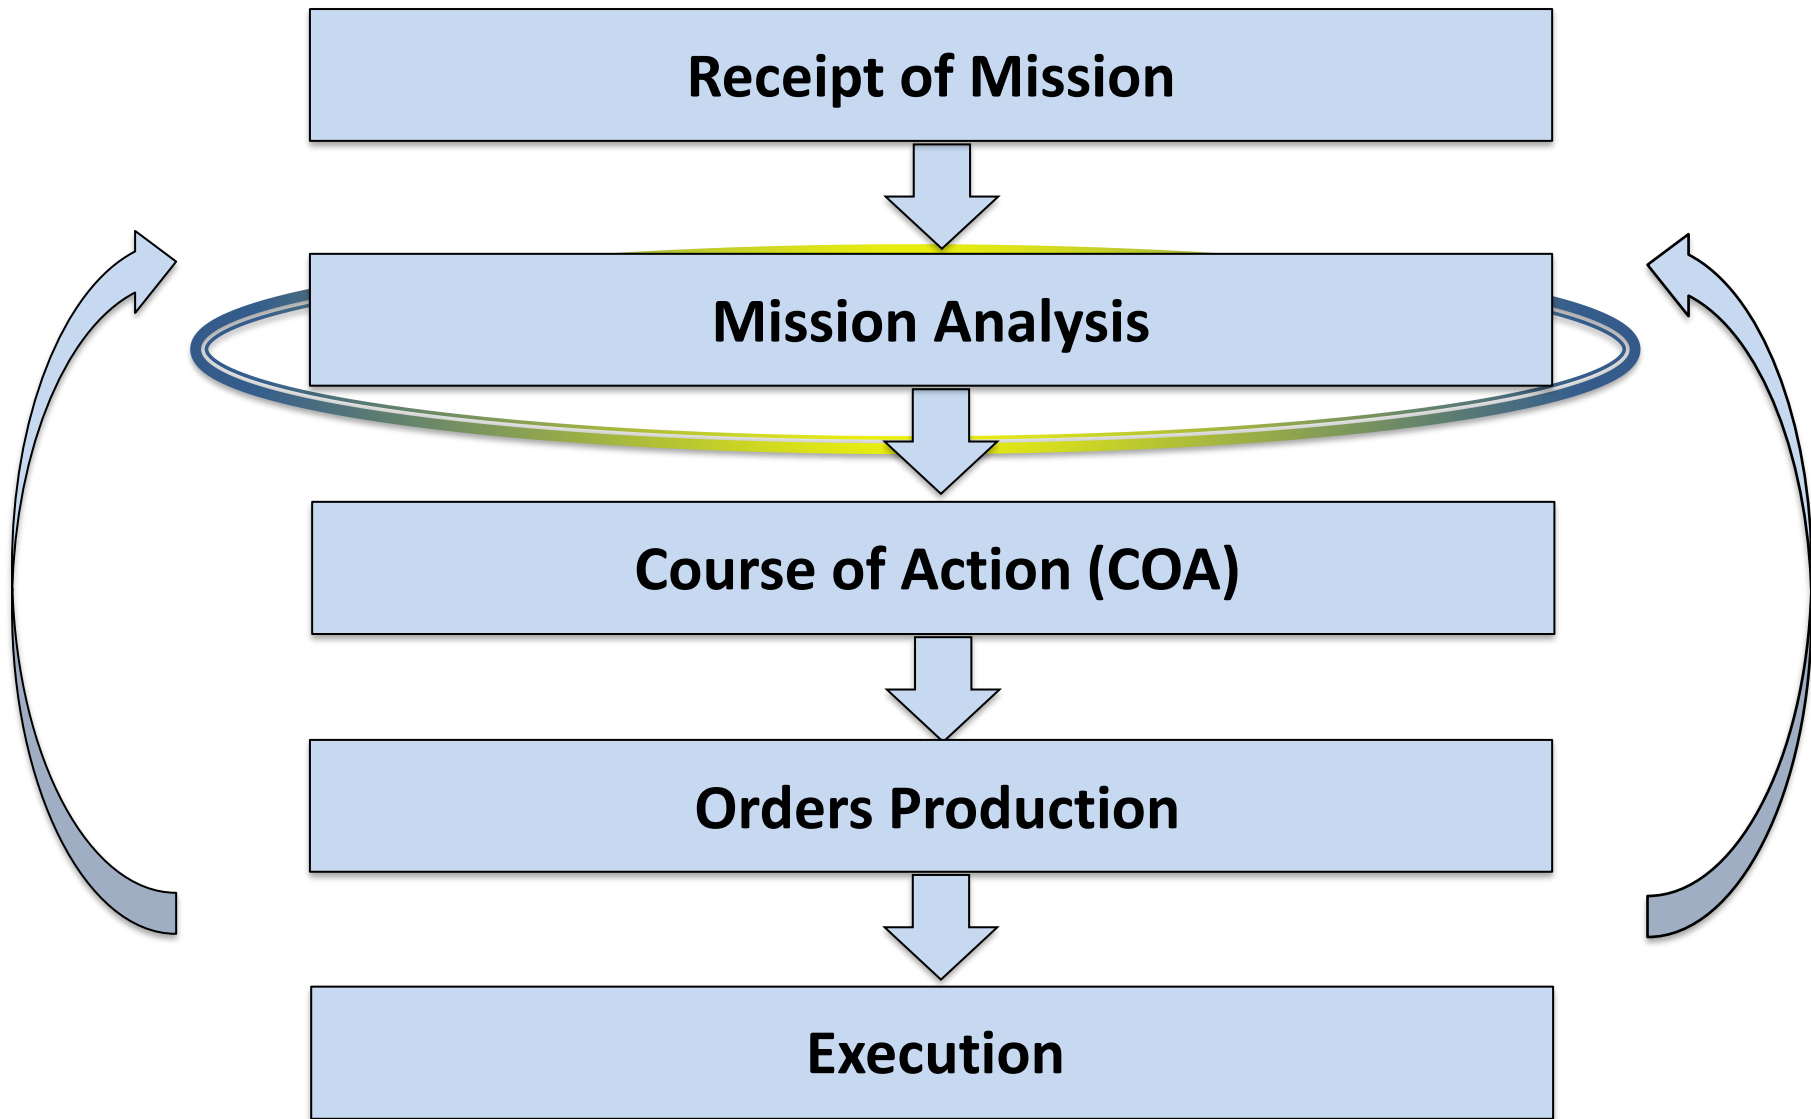 Receipt of Mission
Mission Analysis
Course of Action (COA)
Orders Production
Execution